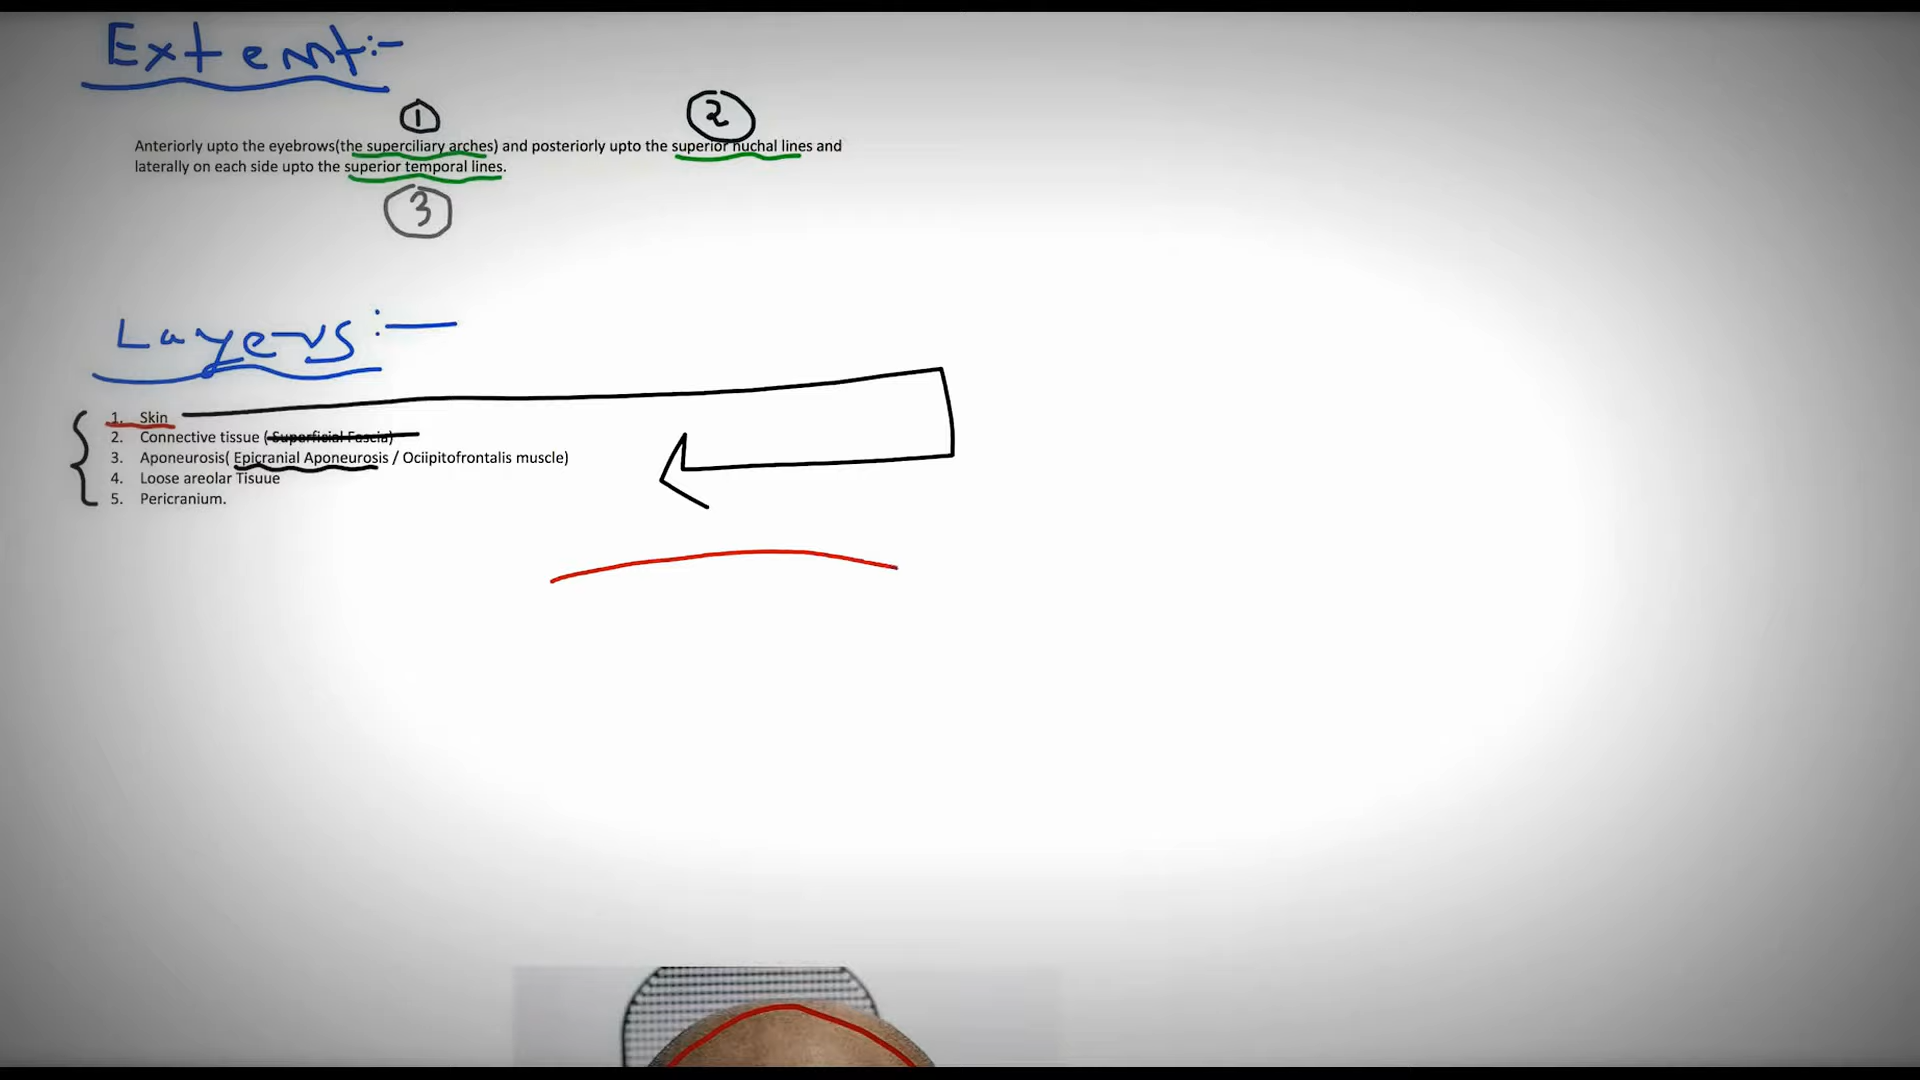 Extent:-
1 2
Anteriorly upto the eyebrows(the superciliary arches) and posteriorly upto the superior nuchal lines and
laterally on each side upto the superior temporal lines.
3
Layers:-
1. Skin
2. Connective tissue ( Superficial Fascia)
3. Aponeurosis( Epicranial Aponeurosis / Ociipitofrontalis muscle)
4. Loose areolar Tisuue
5. Pericranium.